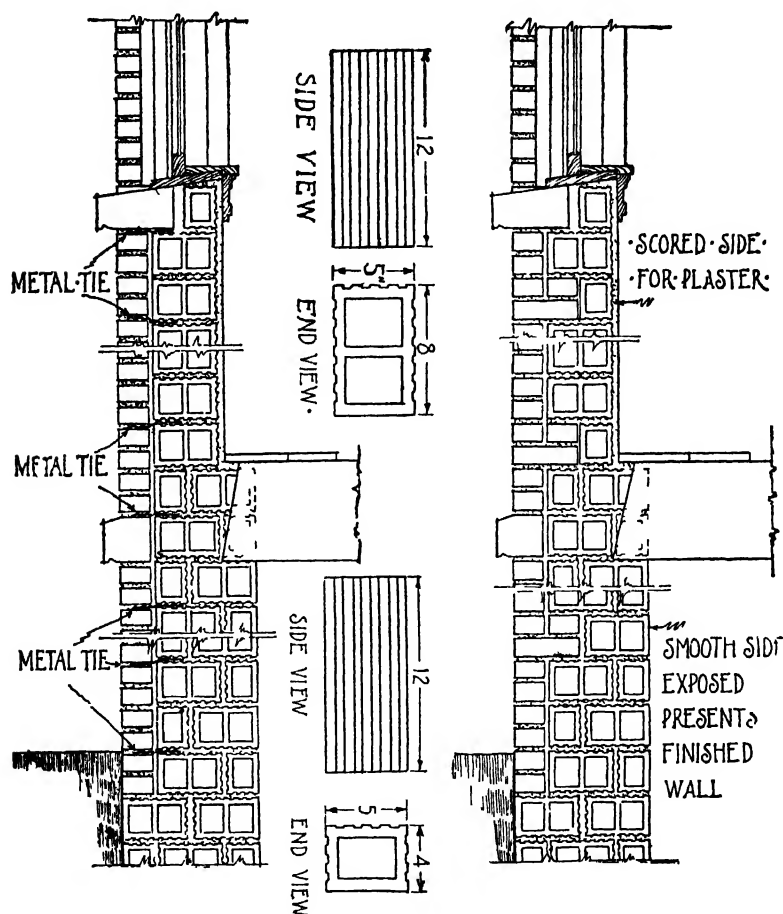 METAL·TIE
METAL TIE
METAL TIE
SIDE VIEW
12
5"
END VIEW·
8
SIDE VIEW
12
5
END VIEW
4
·SCORED·SIDE·
·FOR·PLASTER·
SMOOTH SIDE
EXPOSED
PRESENTS
FINISHED
WALL